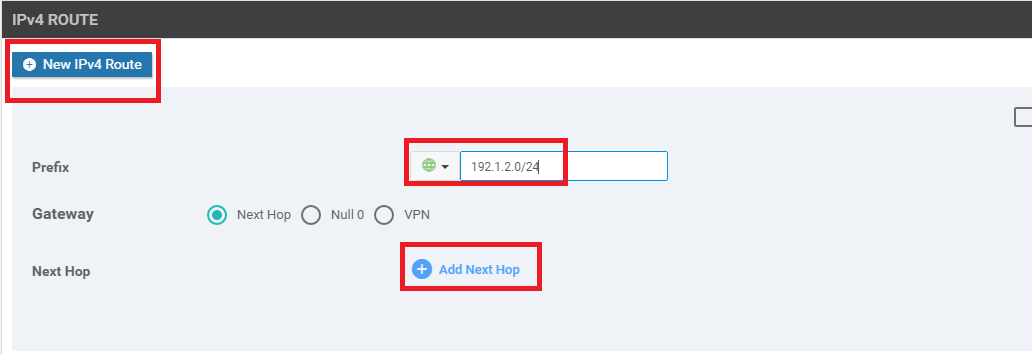 IPv4 ROUTE
New IPv4 Route
Prefix 192.1.2.0/24
Gateway Next Hop Null 0 VPN
Next Hop Add Next Hop